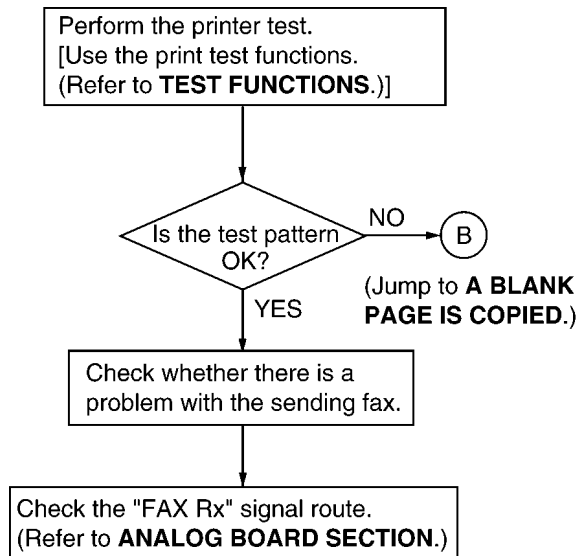 Perform the printer test.
[Use the print test functions.
(Refer to TEST FUNCTIONS.)]
Is the test pattern
OK?
NO
B
(Jump to A BLANK
PAGE IS COPIED.)
YES
Check whether there is a
problem with the sending fax.
Check the "FAX Rx" signal route.
(Refer to ANALOG BOARD SECTION.)